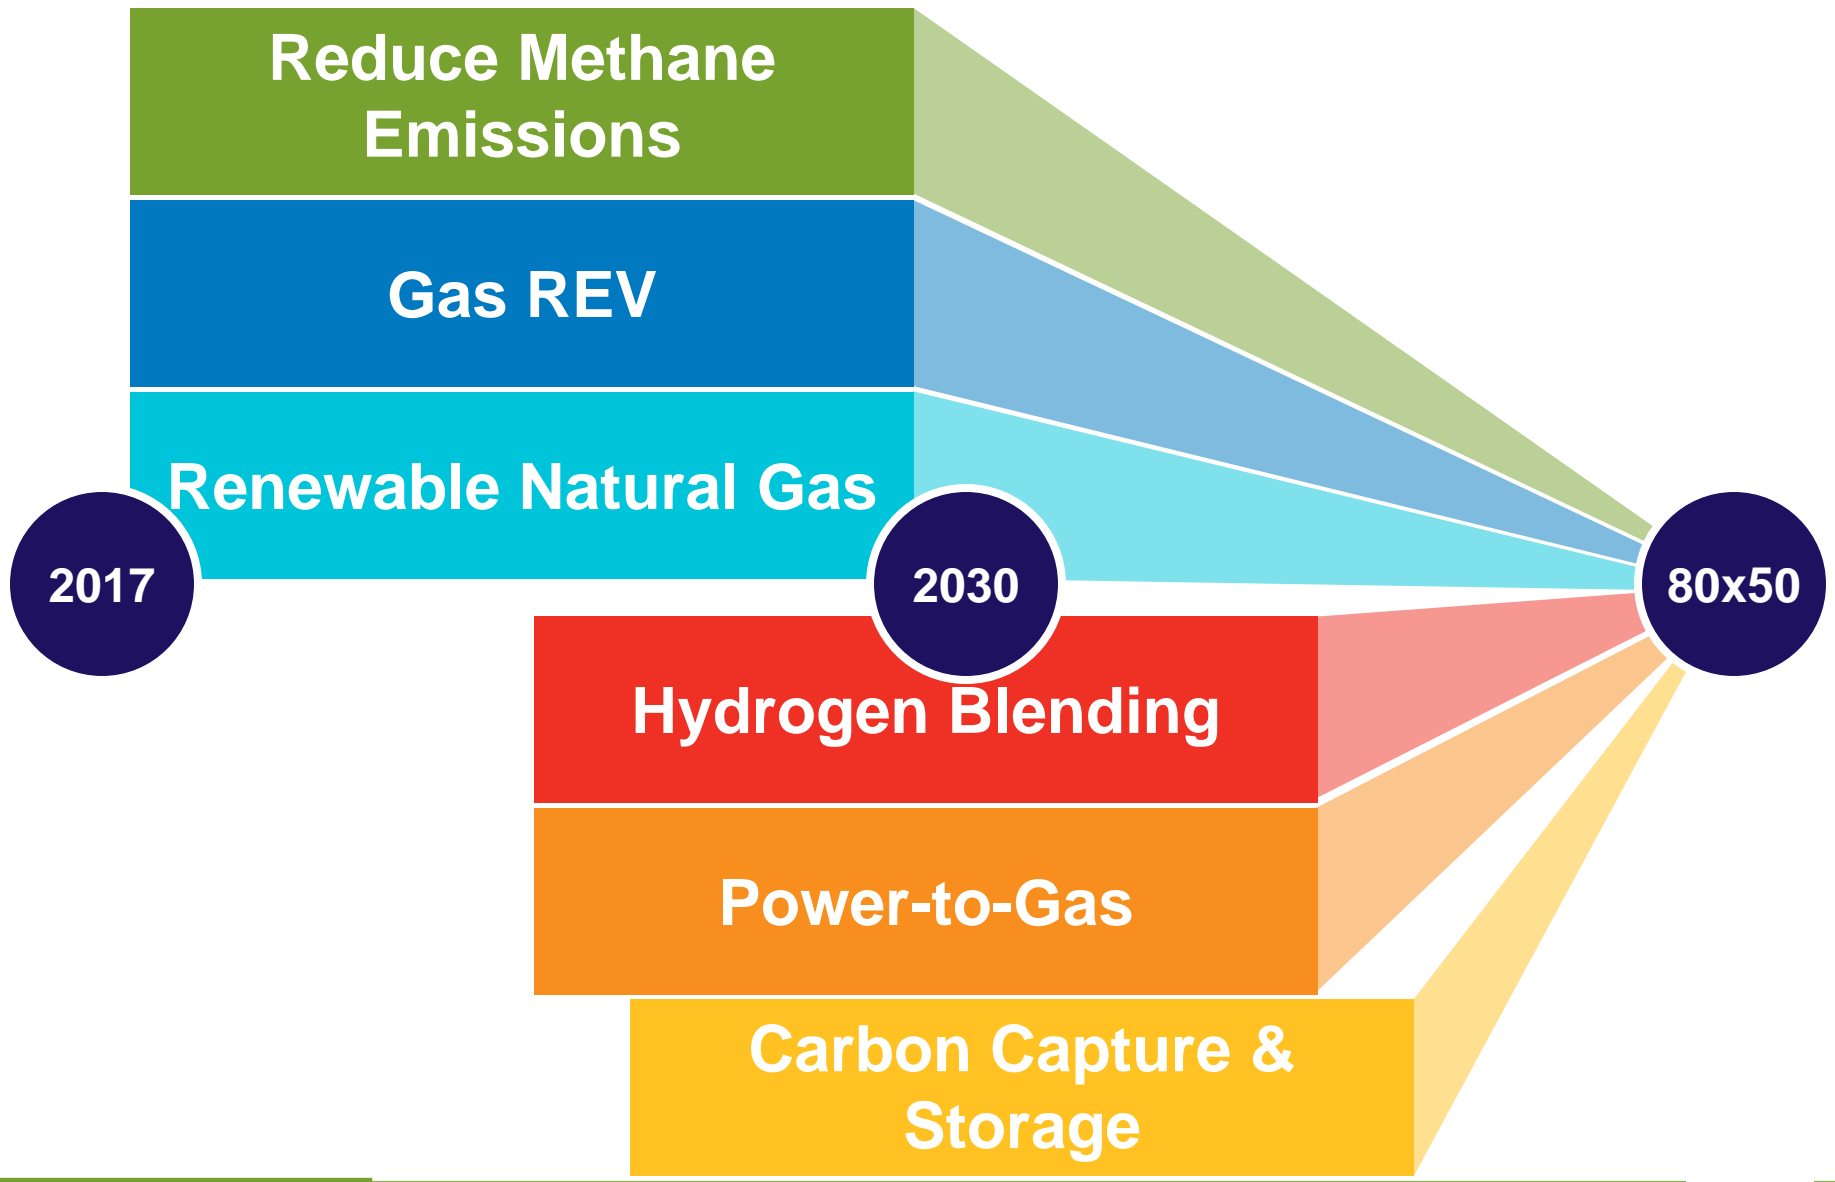 Reduce Methane
Emissions
Gas REV
Renewable Natural Gas
2017
2030
80x50
Hydrogen Blending
Power-to-Gas
Carbon Capture &
Storage